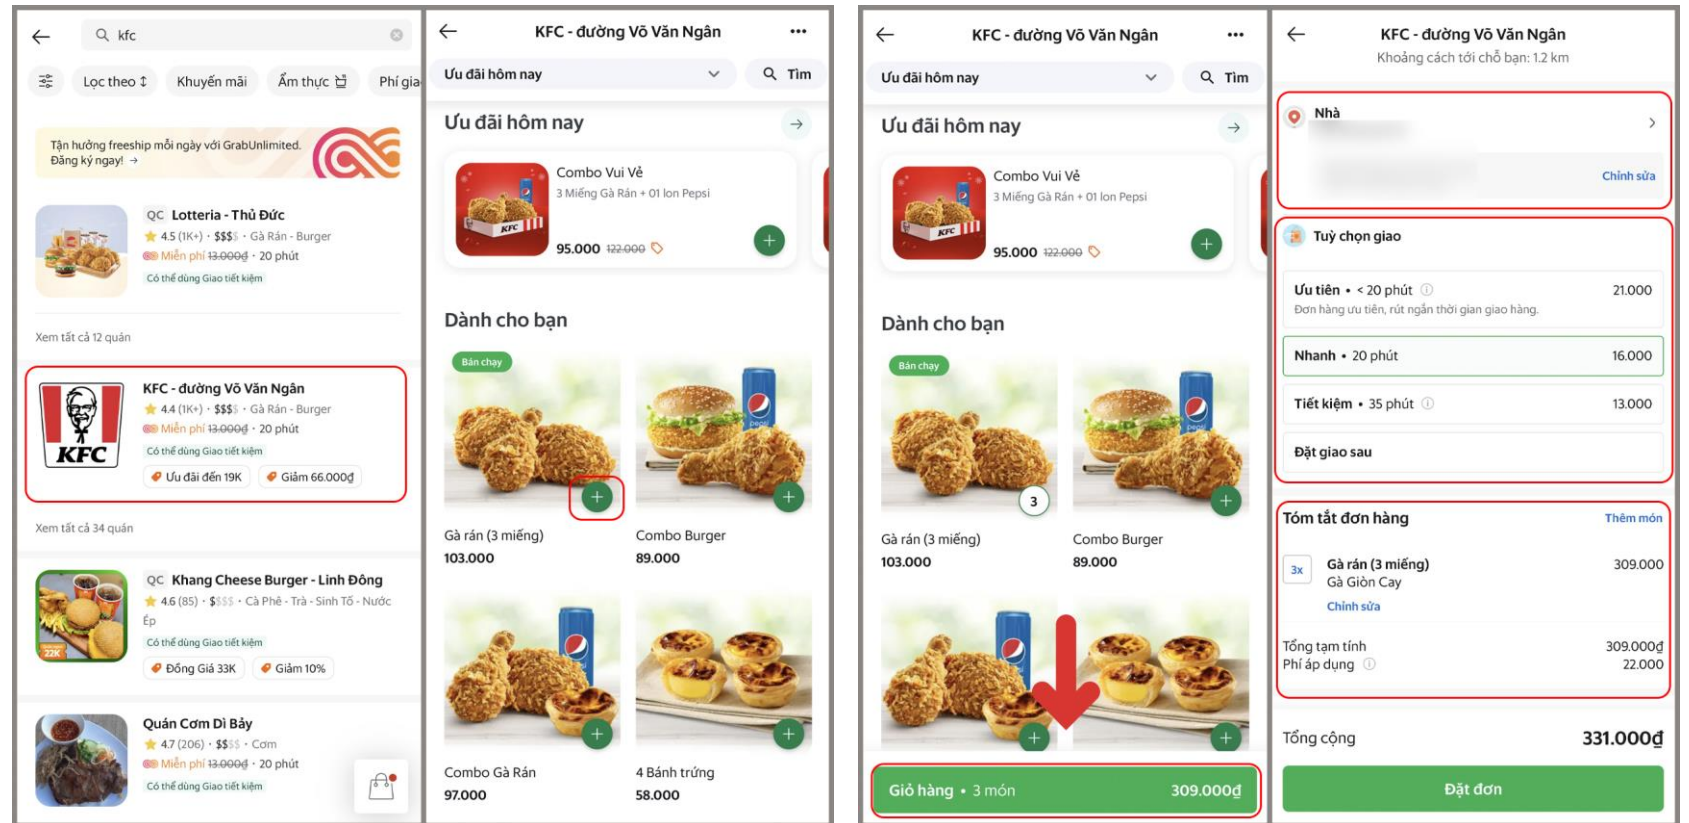 kfc
Lọc theo
Khuyến mãi
Ẩm thực
Phí gia
Tận hưởng freeship mỗi ngày với GrabUnlimited.
Đăng ký ngay! →
QC Lotteria - Thủ Đức
4.5 (1K+) · $$$$ · Gà Rán - Burger
Miễn phí 13.000₫ · 20 phút
Có thể dùng Giao tiết kiệm
Xem tất cả 12 quán
KFC - đường Võ Văn Ngân
4.4 (1K+) · $$$$ · Gà Rán - Burger
Miễn phí 13.000₫ · 20 phút
Có thể dùng Giao tiết kiệm
Ưu đãi đến 19K
Giảm 66.000₫
KFC
Xem tất cả 34 quán
QC Khang Cheese Burger - Linh Đông
4.6 (85) · $$$$ · Cà Phê - Trà - Sinh Tố - Nước
Ép
Có thể dùng Giao tiết kiệm
Đồng Giá 33K
Giảm 10%
22K
Quán Cơm Dì Bảy
4.7 (206) · $$$$ · Cơm
Miễn phí 13.000₫ · 20 phút
Có thể dùng Giao tiết kiệm
KFC - đường Võ Văn Ngân
Ưu đãi hôm nay
Tìm
Ưu đãi hôm nay
Combo Vui Vẻ
3 Miếng Gà Rán + 01 lon Pepsi
95.000 122.000
KFC
Dành cho bạn
Bán chạy
pepsi
Gà rán (3 miếng)
103.000
Combo Burger
89.000
Combo Gà Rán
97.000
4 Bánh trứng
58.000
KFC - đường Võ Văn Ngân
Ưu đãi hôm nay
Tìm
Ưu đãi hôm nay
Combo Vui Vẻ
3 Miếng Gà Rán + 01 lon Pepsi
95.000 122.000
KFC
Dành cho bạn
Bán chạy
pepsi
3
Gà rán (3 miếng)
103.000
Combo Burger
89.000
Giỏ hàng • 3 món 309.000₫
KFC - đường Võ Văn Ngân
Khoảng cách tới chỗ bạn: 1.2 km
Nhà
Chỉnh sửa
Tuỳ chọn giao
Ưu tiên • < 20 phút 21.000
Đơn hàng ưu tiên, rút ngắn thời gian giao hàng.
Nhanh • 20 phút 16.000
Tiết kiệm • 35 phút 13.000
Đặt giao sau
Tóm tắt đơn hàng Thêm món
3x Gà rán (3 miếng) 309.000
Gà Giòn Cay
Chỉnh sửa
Tổng tạm tính 309.000₫
Phí áp dụng 22.000
Tổng cộng 331.000₫
Đặt đơn